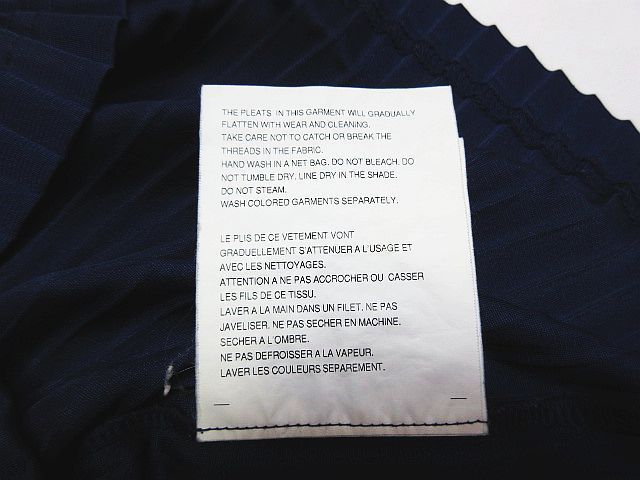 THE PLEATS IN THIS GARMENT WILL GRADUALLY
FLATTEN WITH WEAR AND CLEANING.
TAKE CARE NOT TO CATCH OR BREAK THE
THREADS IN THE FABRIC.
HAND WASH IN A NET BAG. DO NOT BLEACH. DO
NOT TUMBLE DRY. LINE DRY IN THE SHADE.
DO NOT STEAM.
WASH COLORED GARMENTS SEPARATELY.
LE PLIS DE CE VETEMENT VONT
GRADUELLEMENT S'ATTENUER A L'USAGE ET
AVEC LES NETTOYAGES.
ATTENTION A NE PAS ACCROCHER OU CASSER
LES FILS DE CE TISSU.
LAVER A LA MAIN DANS UN FILET. NE PAS
JAVELISER. NE PAS SECHER EN MACHINE.
SECHER A L'OMBRE.
NE PAS DEFROISSER A LA VAPEUR.
LAVER LES COULEURS SEPAREMENT.